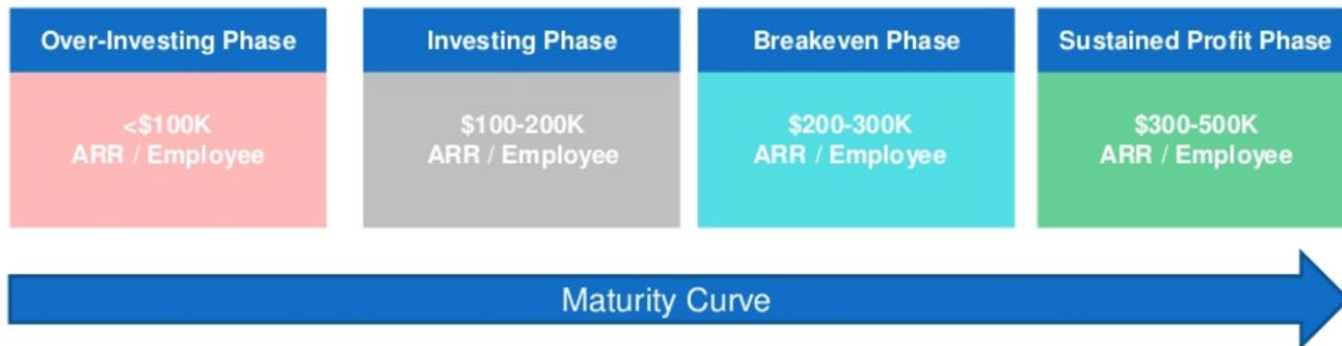 Over-Investing Phase
<$100K
ARR / Employee
Investing Phase
$100-200K
ARR / Employee
Breakeven Phase
$200-300K
ARR / Employee
Sustained Profit Phase
$300-500K
ARR / Employee
Maturity Curve